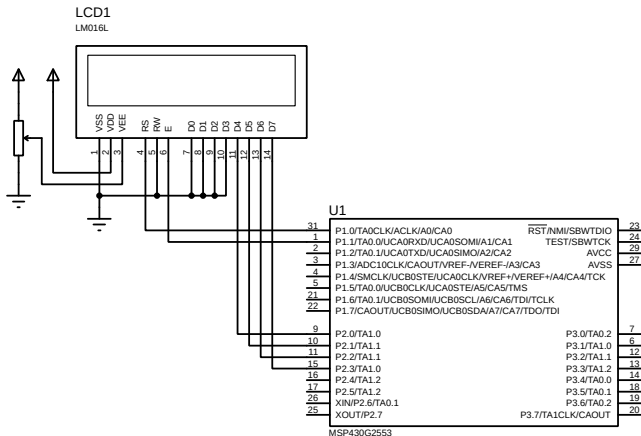 LCD1
LM016L
VSS VDD VEE RS RW E D0 D1 D2 D3 D4 D5 D6 D7
1 2 3 4 5 6 7 8 9 10 11 12 13 14
U1
31 P1.0/TA0CLK/ACLK/A0/CA0 RST/NMI/SBWTDIO 23
1 P1.1/TA0.0/UCA0RXD/UCA0SOMI/A1/CA1 TEST/SBWTCK 24
2 P1.2/TA0.1/UCA0TXD/UCA0SIMO/A2/CA2 AVCC 29
3 P1.3/ADC10CLK/CAOUT/VREF-/VEREF-/A3/CA3 AVSS 27
4 P1.4/SMCLK/UCB0STE/UCA0CLK/VREF+/VEREF+/A4/CA4/TCK
5 P1.5/TA0.0/UCB0CLK/UCA0STE/A5/CA5/TMS
21 P1.6/TA0.1/UCB0SOMI/UCB0SCL/A6/CA6/TDI/TCLK
22 P1.7/CAOUT/UCB0SIMO/UCB0SDA/A7/CA7/TDO/TDI
9 P2.0/TA1.0 P3.0/TA0.2 7
10 P2.1/TA1.1 P3.1/TA1.0 6
11 P2.2/TA1.1 P3.2/TA1.1 12
15 P2.3/TA1.0 P3.3/TA1.2 13
16 P2.4/TA1.2 P3.4/TA0.0 14
17 P2.5/TA1.2 P3.5/TA0.1 18
26 XIN/P2.6/TA0.1 P3.6/TA0.2 19
25 XOUT/P2.7 P3.7/TA1CLK/CAOUT 20
MSP430G2553